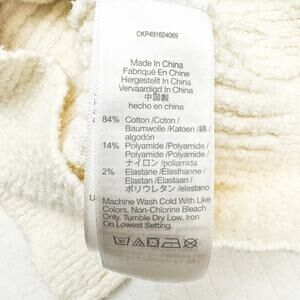 CKP491624069
Made In China
Fabriqué En Chine
Hergestellt In China
Vervaardigd In China
中国製
hecho en china
84% Cotton /Coton /
Baumwolle /Katoen /綿 /
algodón
14% Polyamide /Polyamide /
Polyamid /Polyamide /
ナイロン /poliamida
2% Elastane /Elasthanne /
Elastan /Elastaan /
ポリウレタン /elastano
Machine Wash Cold With Like
Colors. Non-Chlorine Bleach
Only. Tumble Dry Low. Iron
On Lowest Setting.